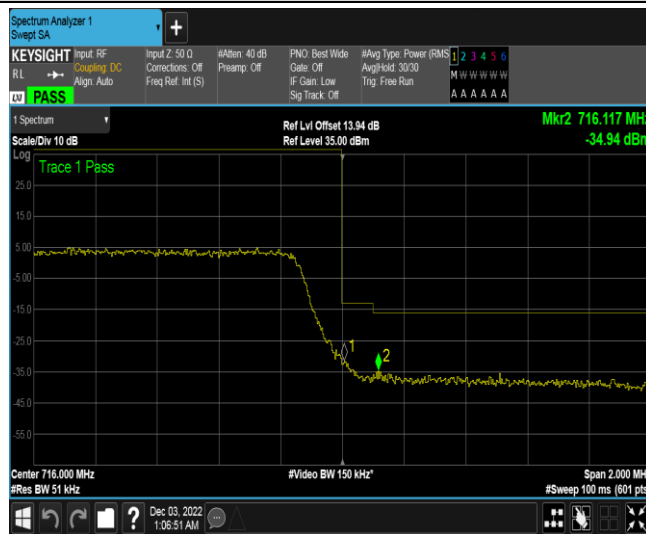 Spectrum Analyzer 1
Swept SA
+
KEYSIGHT Input: RF
RL
Coupling: DC
Align: Auto
LXI PASS
Input Z: 50 Ω
Corrections: Off
Freq Ref: Int (S)
#Atten: 40 dB
Preamp: Off
PNO: Best Wide
Gate: Off
IF Gain: Low
Sig Track: Off
#Avg Type: Power (RMS
Avg|Hold: 30/30
Trig: Free Run
1 2 3 4 5 6
M W W W W W
A A A A A A
1 Spectrum
Scale/Div 10 dB
Ref Lvl Offset 13.94 dB
Ref Level 35.00 dBm
Mkr2 716.117 MHz
-34.94 dBm
Log
Trace 1 Pass
25.0
15.0
5.00
-5.00
-15.0
-25.0
-35.0
-45.0
-55.0
1
2
Center 716.000 MHz
#Res BW 51 kHz
#Video BW 150 kHz*
Span 2.000 MH
#Sweep 100 ms (601 pts
?
Dec 03, 2022
1:06:51 AM